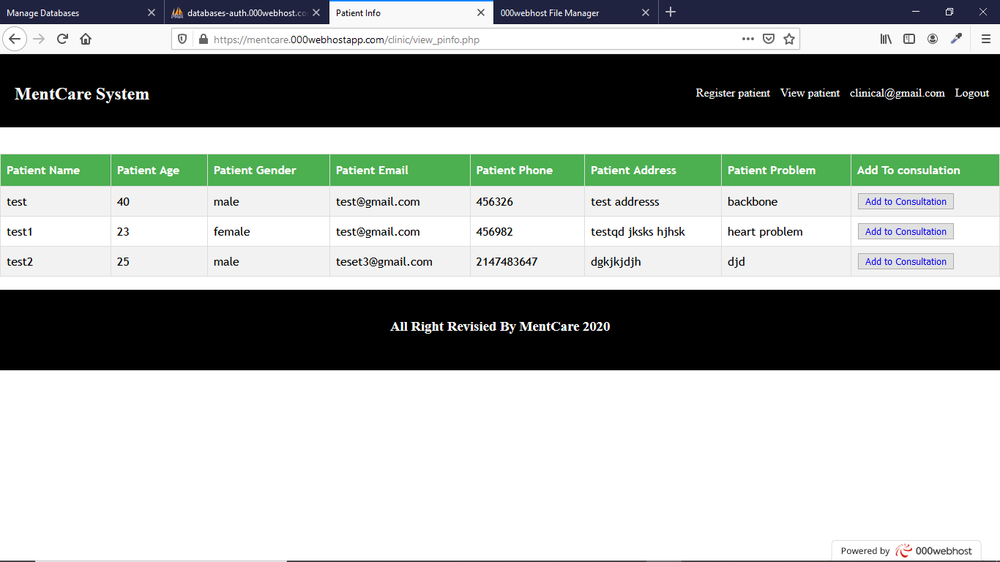 Manage Databases databases-auth.000webhost.co Patient Info 000webhost File Manager
https://mentcare.000webhostapp.com/clinic/view_pinfo.php
MentCare System Register patient View patient clinical@gmail.com Logout
Patient Name Patient Age Patient Gender Patient Email Patient Phone Patient Address Patient Problem Add To consulation
test 40 male test@gmail.com 456326 test addresss backbone Add to Consultation
test1 23 female test@gmail.com 456982 testqd jksks hjhsk heart problem Add to Consultation
test2 25 male teset3@gmail.com 2147483647 dgkjkjdjh djd Add to Consultation
All Right Revisied By MentCare 2020
Powered by 000webhost